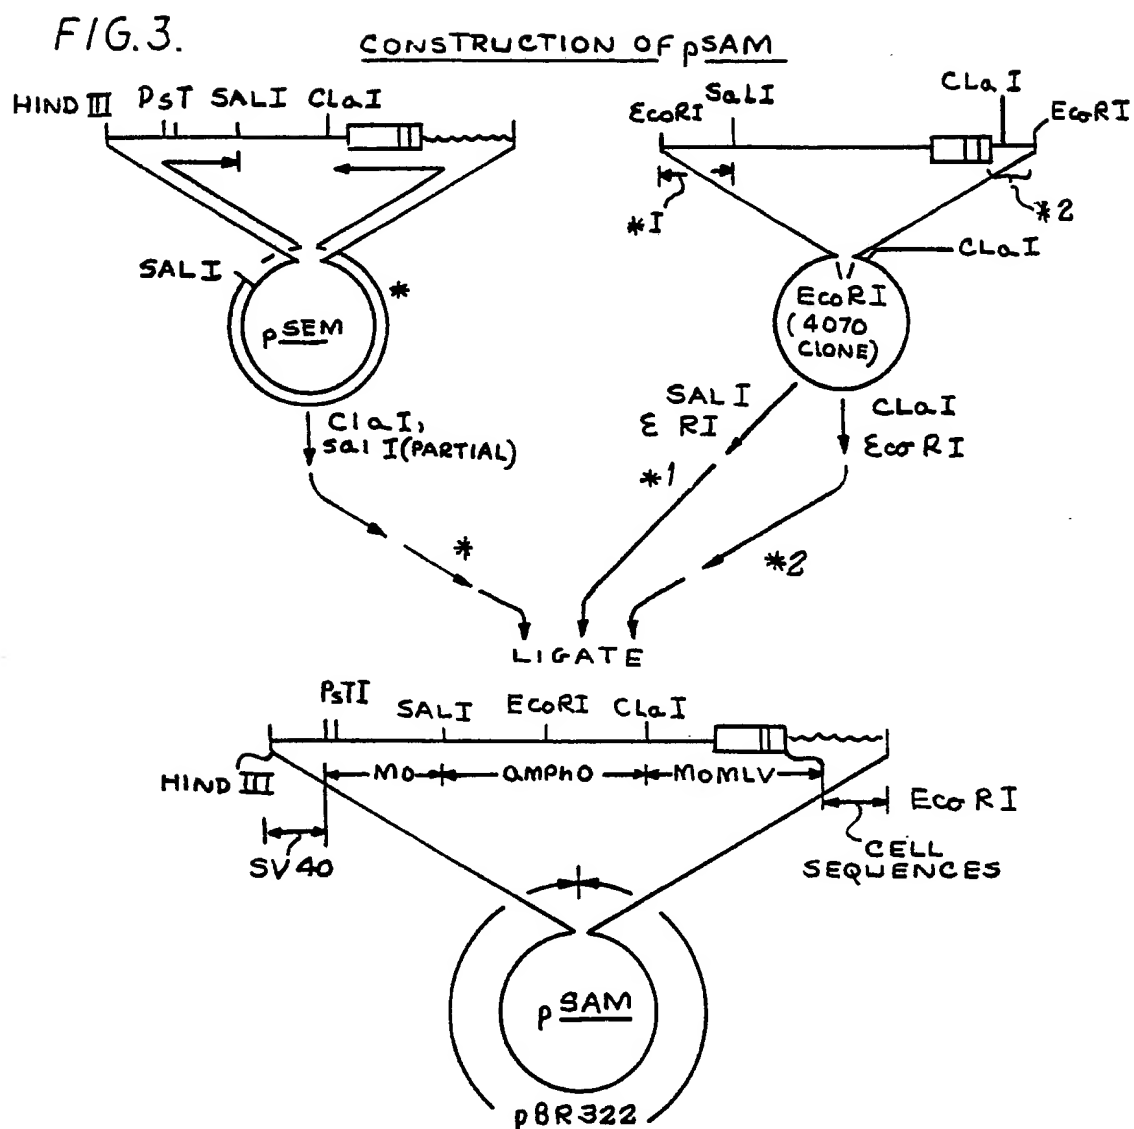 FIG.3.
CONSTRUCTION OF pSAM
HIND III PsT SALI ClaI
EcoRI SalI ClaI EcoRI
*1
*2
SAL I
*
ClaI
pSEM
EcoRI
(4070
CLONE)
ClaI,
SalI(PARTIAL)
SAL I
E RI
ClaI
EcoRI
*1
*
*2
LIGATE
PsTI SALI EcoRI ClaI
HIND III
MO
AMPHO
MOMLV
EcoRI
SV40
CELL
SEQUENCES
pSAM
pBR322